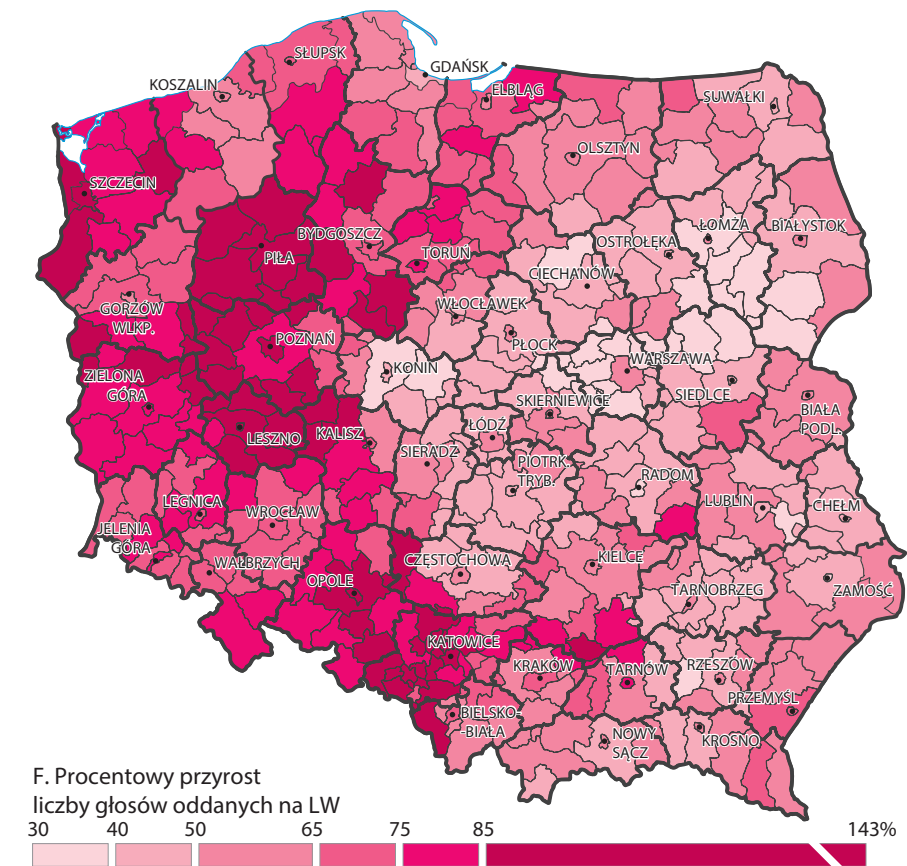 SŁUPSK
GDAŃSK
KOSZALIN
ELBLĄG
SUWAŁKI
OLSZTYN
SZCZECIN
BYDGOSZCZ
ŁOMŻA
BIAŁYSTOK
OSTROŁĘKA
PIŁA
TORUŃ
CIECHANÓW
GORZÓW
WLKP.
WŁOCŁAWEK
POZNAŃ
PŁOCK
WARSZAWA
ZIELONA
GÓRA
KONIN
SKIERNIEWICE
SIEDLCE
BIAŁA
PODL.
LESZNO
KALISZ
ŁÓDŹ
SIERADZ
PIOTRK.
TRYB.
RADOM
LEGNICA
WROCŁAW
LUBLIN
CHEŁM
JELENIA
GÓRA
WAŁBRZYCH
OPOLE
CZĘSTOCHOWA
KIELCE
TARNOBRZEG
ZAMOŚĆ
KATOWICE
KRAKÓW
TARNÓW
RZESZÓW
PRZEMYŚL
BIELSKO-
-BIAŁA
NOWY
SĄCZ
KROSNO
F. Procentowy przyrost
liczby głosów oddanych na LW
30 40 50 65 75 85 143%